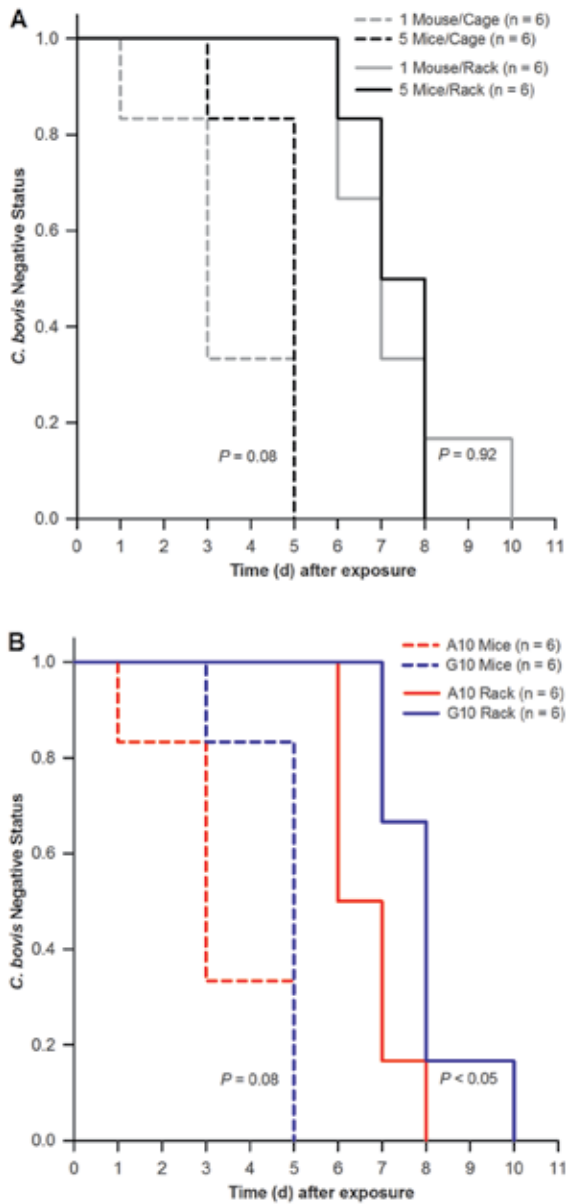 A
1 Mouse/Cage (n = 6)
5 Mice/Cage (n = 6)
1 Mouse/Rack (n = 6)
5 Mice/Rack (n = 6)
1.0
0.8
0.6
0.4
0.2
0.0
C. bovis Negative Status
P = 0.08
P = 0.92
0 1 2 3 4 5 6 7 8 9 10 11
Time (d) after exposure
B
A10 Mice (n = 6)
G10 Mice (n = 6)
A10 Rack (n = 6)
G10 Rack (n = 6)
1.0
0.8
0.6
0.4
0.2
0.0
C. bovis Negative Status
P = 0.08
P < 0.05
0 1 2 3 4 5 6 7 8 9 10 11
Time (d) after exposure